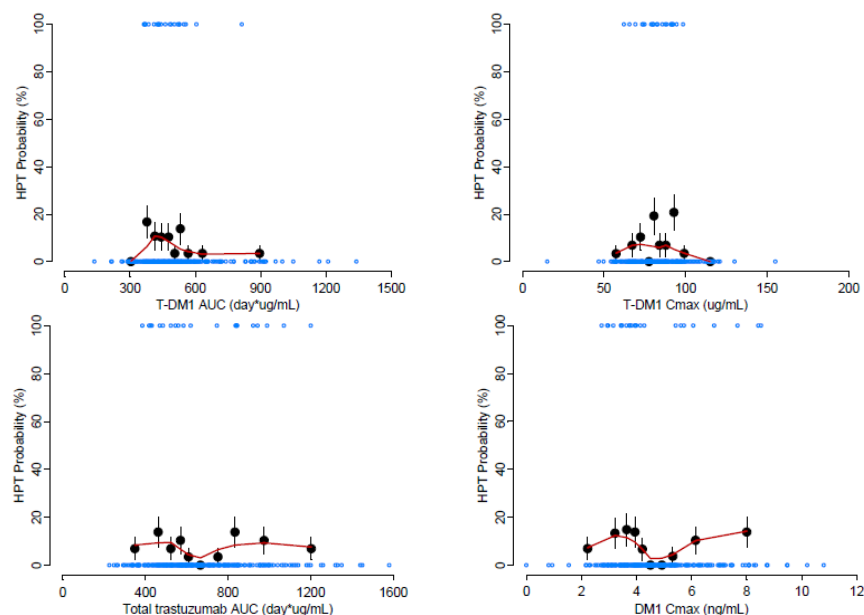 HPT Probability (%)
100
80
60
40
20
0
0 300 600 900 1200 1500
T-DM1 AUC (day*ug/mL)
HPT Probability (%)
100
80
60
40
20
0
0 50 100 150 200
T-DM1 Cmax (ug/mL)
HPT Probability (%)
100
80
60
40
20
0
0 400 800 1200 1600
Total trastuzumab AUC (day*ug/mL)
HPT Probability (%)
100
80
60
40
20
0
0 2 4 6 8 10 12
DM1 Cmax (ng/mL)